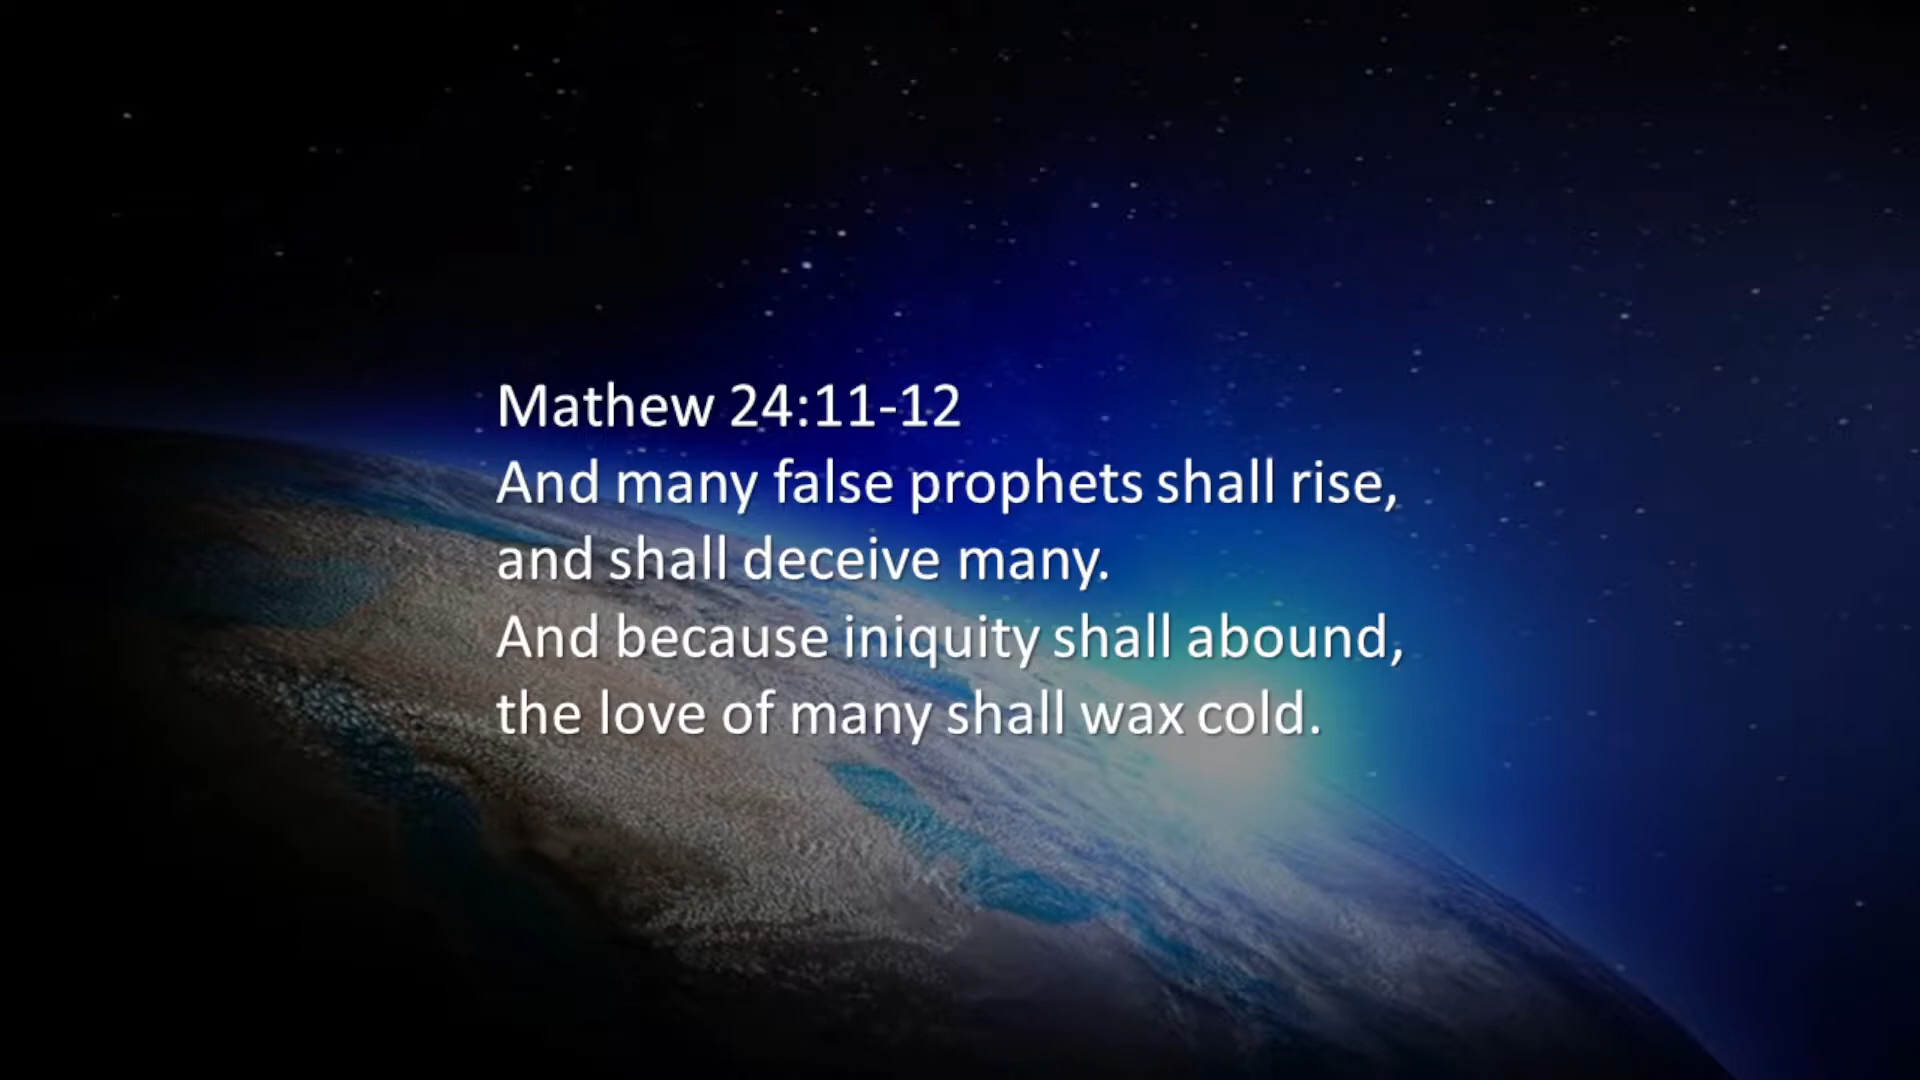 Mathew 24:11-12
And many false prophets shall rise,
and shall deceive many.
And because iniquity shall abound,
the love of many shall wax cold.